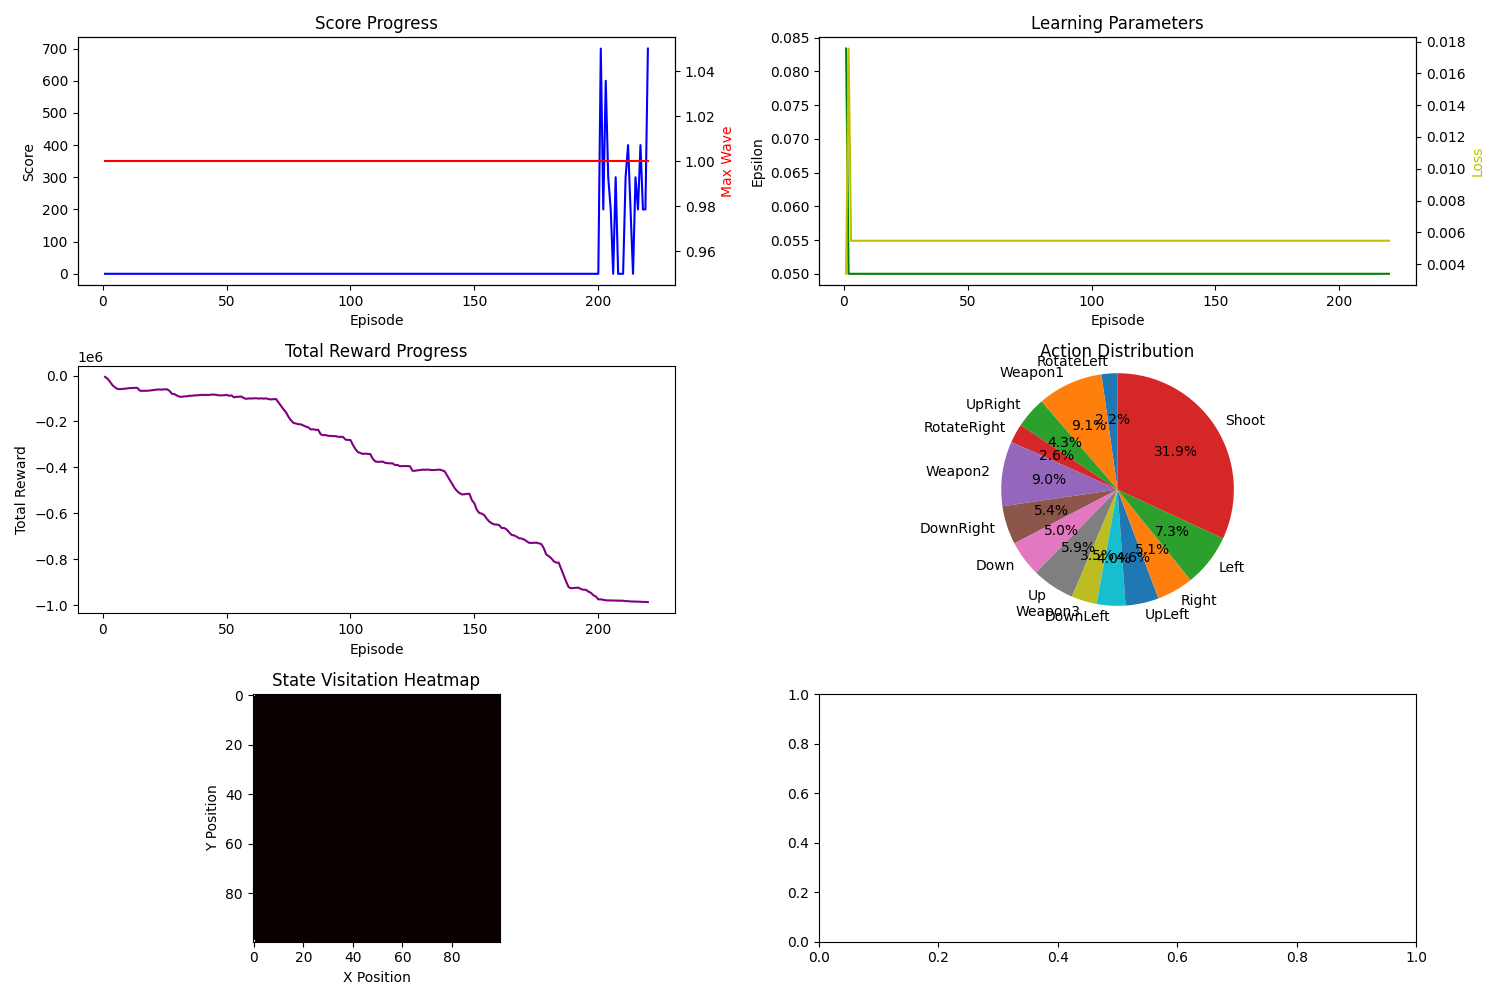 Score Progress
700
600
500
400
300
200
100
0
Score
1.04
1.02
1.00
0.98
0.96
Max Wave
0
50
100
150
200
Episode
Learning Parameters
0.085
0.080
0.075
0.070
0.065
0.060
0.055
0.050
Epsilon
0.018
0.016
0.014
0.012
0.010
0.008
0.006
0.004
Loss
0
50
100
150
200
Episode
Total Reward Progress
1e6
0.0
−0.2
−0.4
−0.6
−0.8
−1.0
Total Reward
0
50
100
150
200
Episode
Action Distribution
RotateLeft
2.2%
Weapon1
9.1%
UpRight
4.3%
RotateRight
2.6%
Weapon2
9.0%
DownRight
5.4%
Down
5.0%
Up
5.9%
Weapon3
3.5%
DownLeft
4.0%
UpLeft
4.6%
Right
5.1%
Left
7.3%
Shoot
31.9%
State Visitation Heatmap
0
20
40
60
80
Y Position
0
20
40
60
80
X Position
1.0
0.8
0.6
0.4
0.2
0.0
0.0
0.2
0.4
0.6
0.8
1.0